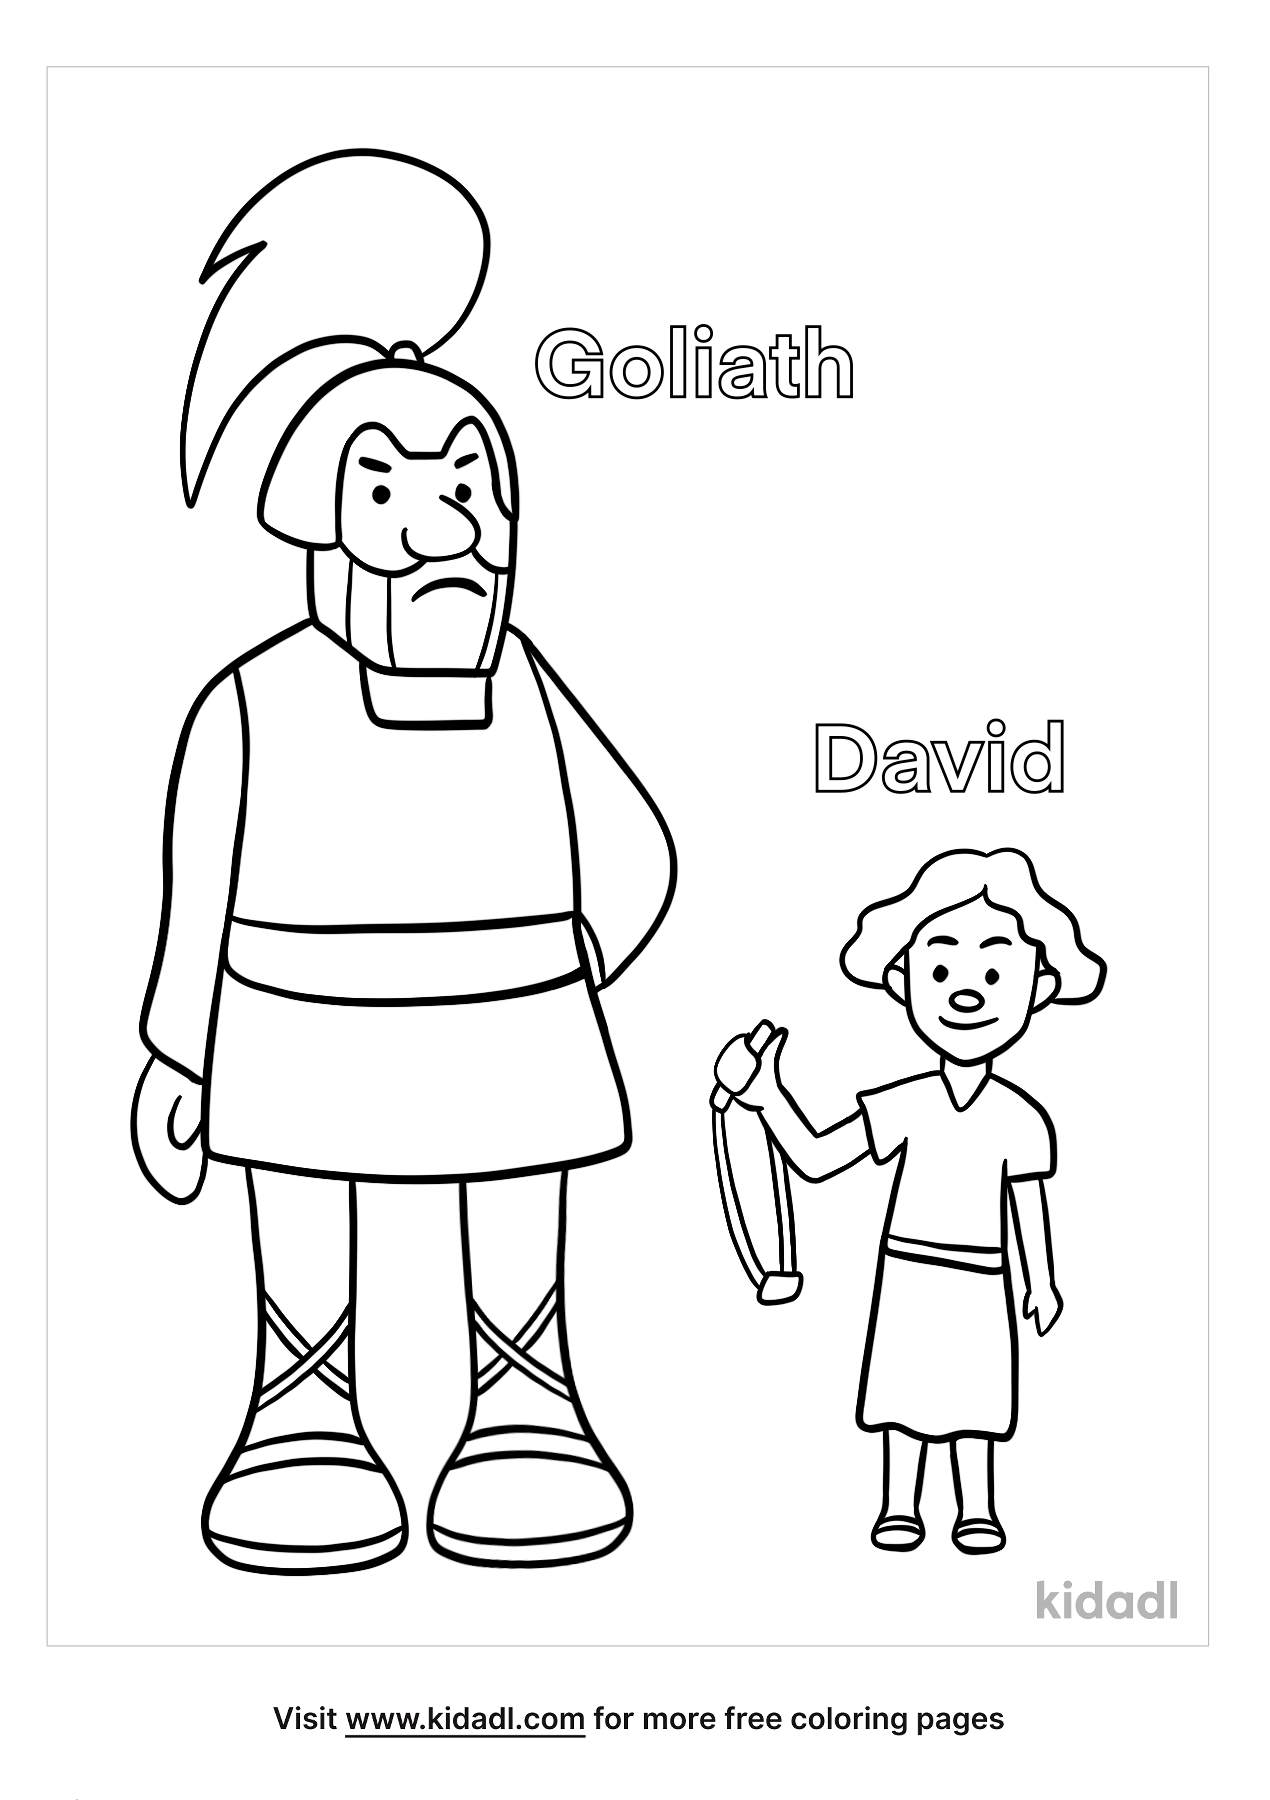 Goliath
David
kidadl
Visit www.kidadl.com for more free coloring pages